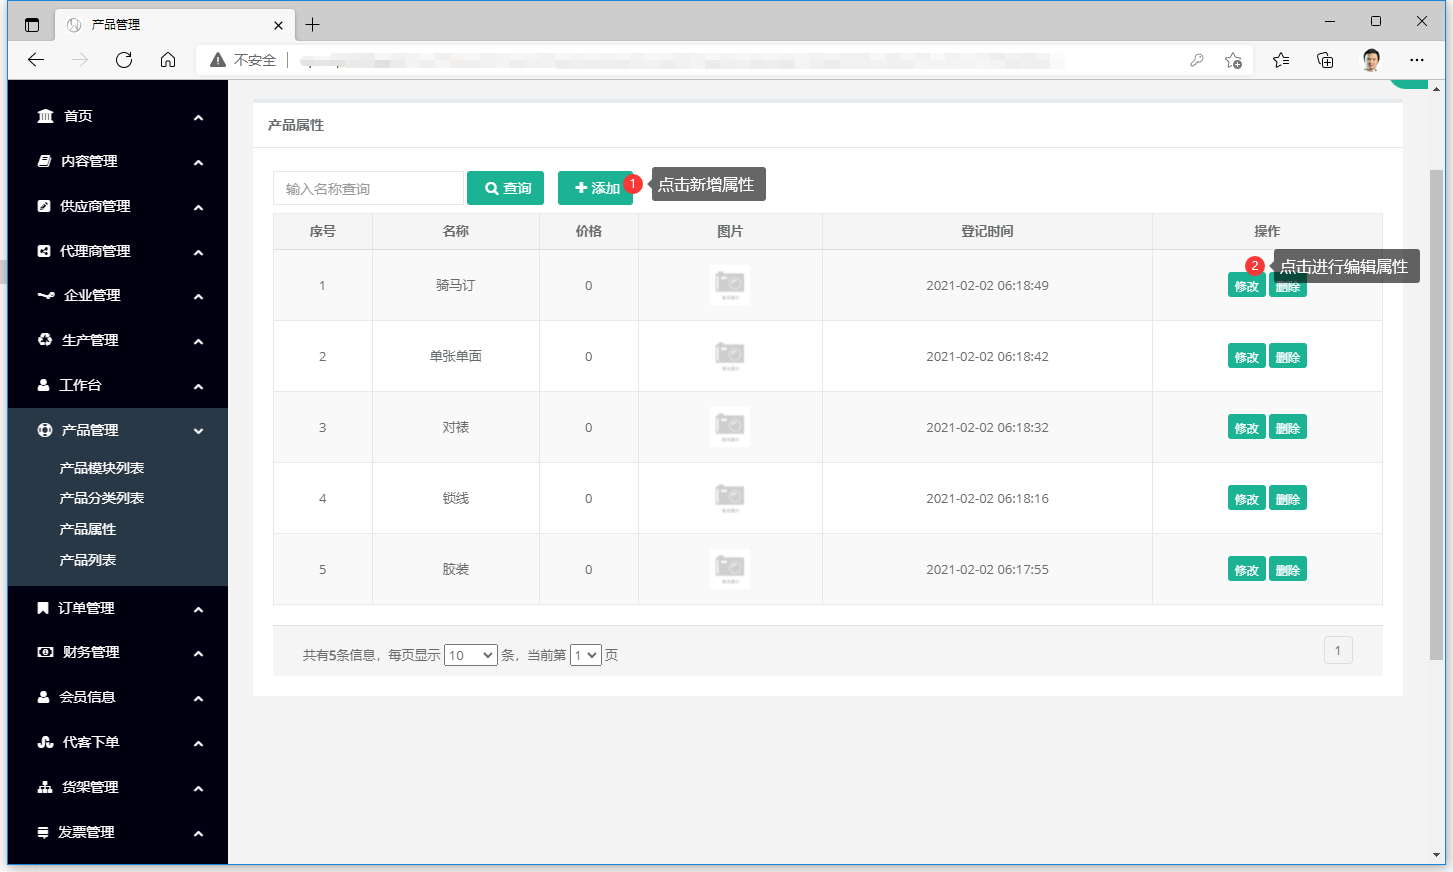 产品管理
不安全
首页
内容管理
供应商管理
代理商管理
企业管理
生产管理
工作台
产品管理
产品模块列表
产品分类列表
产品属性
产品列表
订单管理
财务管理
会员信息
代客下单
货架管理
发票管理
产品属性
输入名称查询 查询 添加 1 点击新增属性
序号 名称 价格 图片 登记时间 操作
2 点击进行编辑属性
1 骑马订 0 2021-02-02 06:18:49 修改 删除
2 单张单面 0 2021-02-02 06:18:42 修改 删除
3 对裱 0 2021-02-02 06:18:32 修改 删除
4 锁线 0 2021-02-02 06:18:16 修改 删除
5 胶装 0 2021-02-02 06:17:55 修改 删除
共有5条信息，每页显示 10 条，当前第 1 页 1